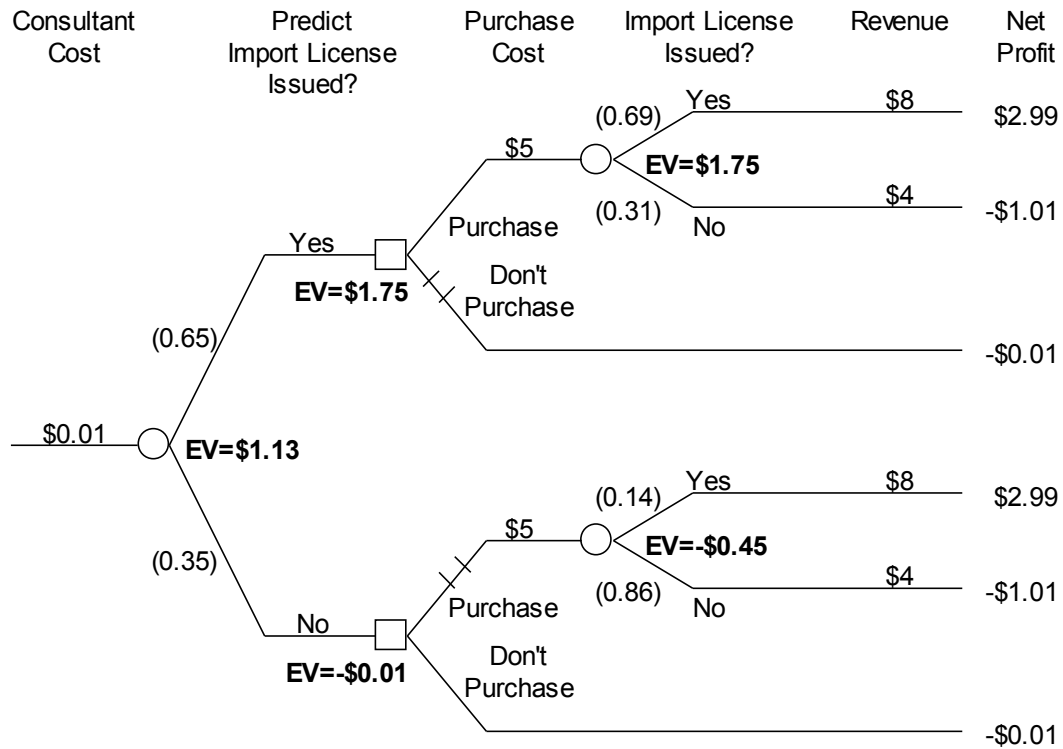 Consultant
Cost
Predict
Import License
Issued?
Purchase
Cost
Import License
Issued?
Revenue
Net
Profit
(0.69)
Yes
$8
$2.99
$5
EV=$1.75
(0.31)
No
$4
-$1.01
Purchase
Yes
EV=$1.75
Don't
Purchase
-$0.01
(0.65)
$0.01
EV=$1.13
(0.35)
(0.14)
Yes
$8
$2.99
$5
EV=-$0.45
(0.86)
No
$4
-$1.01
Purchase
No
EV=-$0.01
Don't
Purchase
-$0.01